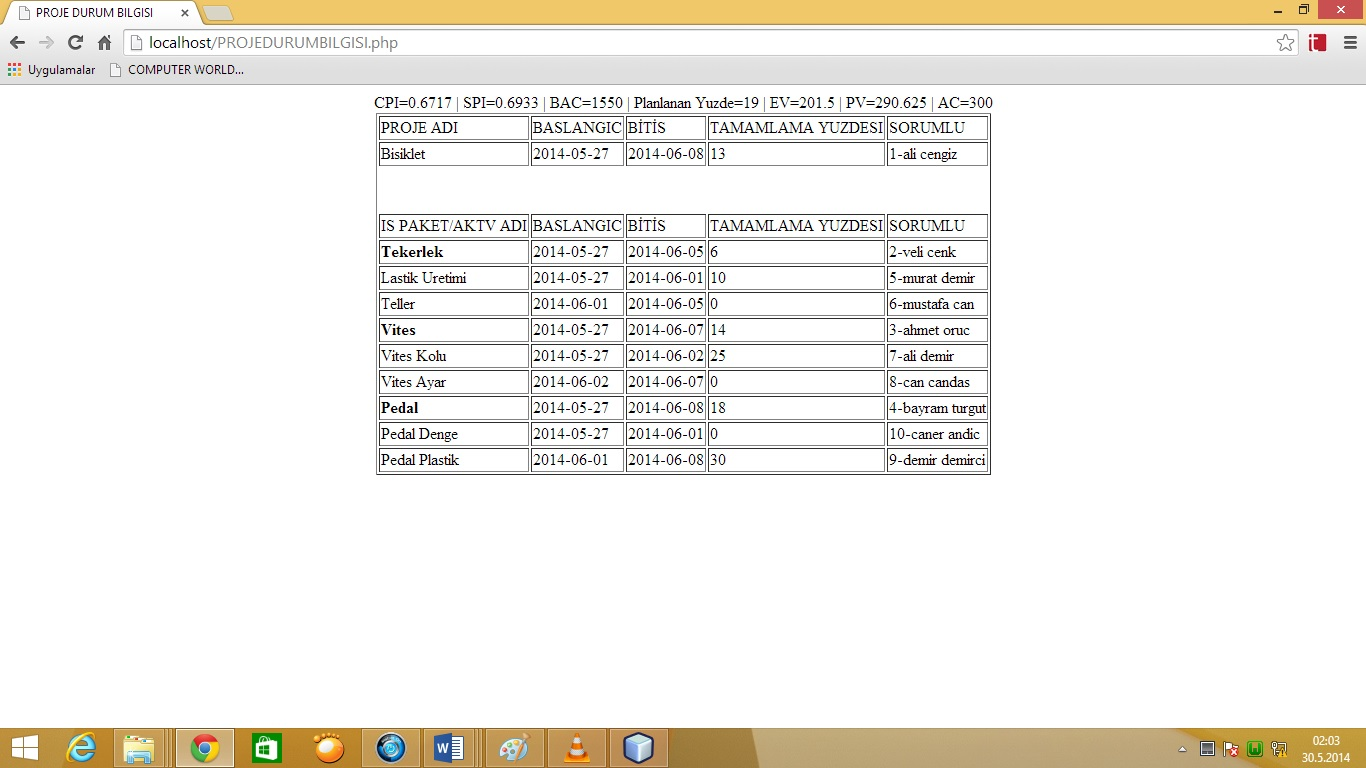 PROJE DURUM BILGISI
localhost/PROJEDURUMBILGISI.php
Uygulamalar COMPUTER WORLD...
CPI=0.6717 | SPI=0.6933 | BAC=1550 | Planlanan Yuzde=19 | EV=201.5 | PV=290.625 | AC=300
PROJE ADI BASLANGIC BİTİS TAMAMLAMA YUZDESI SORUMLU
Bisiklet 2014-05-27 2014-06-08 13 1-ali cengiz
IS PAKET/AKTV ADI BASLANGIC BİTİS TAMAMLAMA YUZDESI SORUMLU
Tekerlek 2014-05-27 2014-06-05 6 2-veli cenk
Lastik Uretimi 2014-05-27 2014-06-01 10 5-murat demir
Teller 2014-06-01 2014-06-05 0 6-mustafa can
Vites 2014-05-27 2014-06-07 14 3-ahmet oruc
Vites Kolu 2014-05-27 2014-06-02 25 7-ali demir
Vites Ayar 2014-06-02 2014-06-07 0 8-can candas
Pedal 2014-05-27 2014-06-08 18 4-bayram turgut
Pedal Denge 2014-05-27 2014-06-01 0 10-caner andic
Pedal Plastik 2014-06-01 2014-06-08 30 9-demir demirci
02:03
30.5.2014